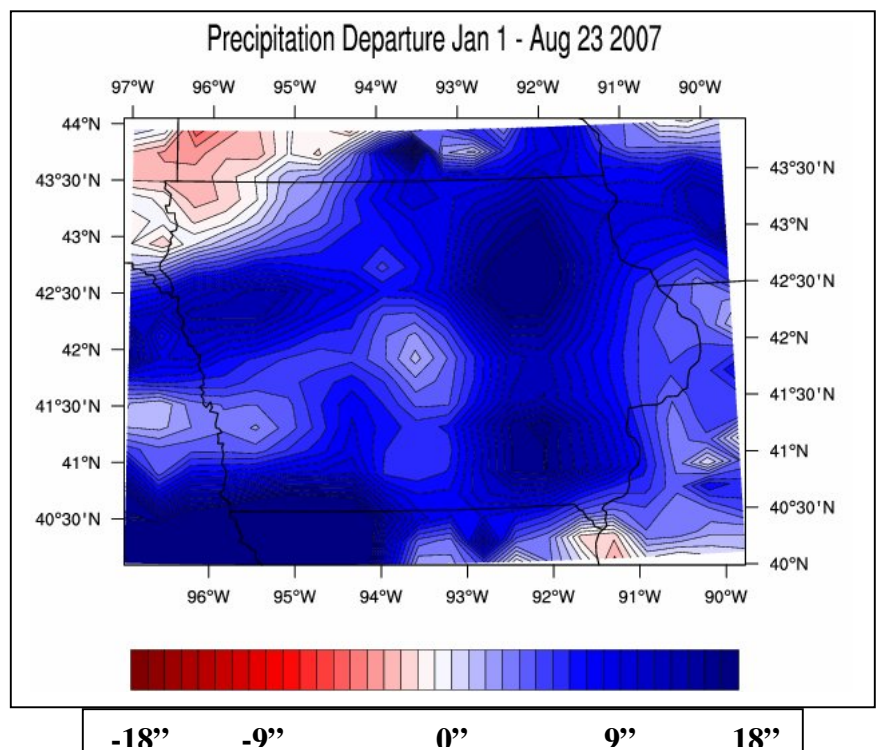 Precipitation Departure Jan 1 - Aug 23 2007
97°W 96°W 95°W 94°W 93°W 92°W 91°W 90°W
44°N
43°30'N 43°30'N
43°N 43°N
42°30'N 42°30'N
42°N 42°N
41°30'N 41°30'N
41°N 41°N
40°30'N 40°30'N
40°N
96°W 95°W 94°W 93°W 92°W 91°W 90°W
-18” -9” 0” 9” 18”